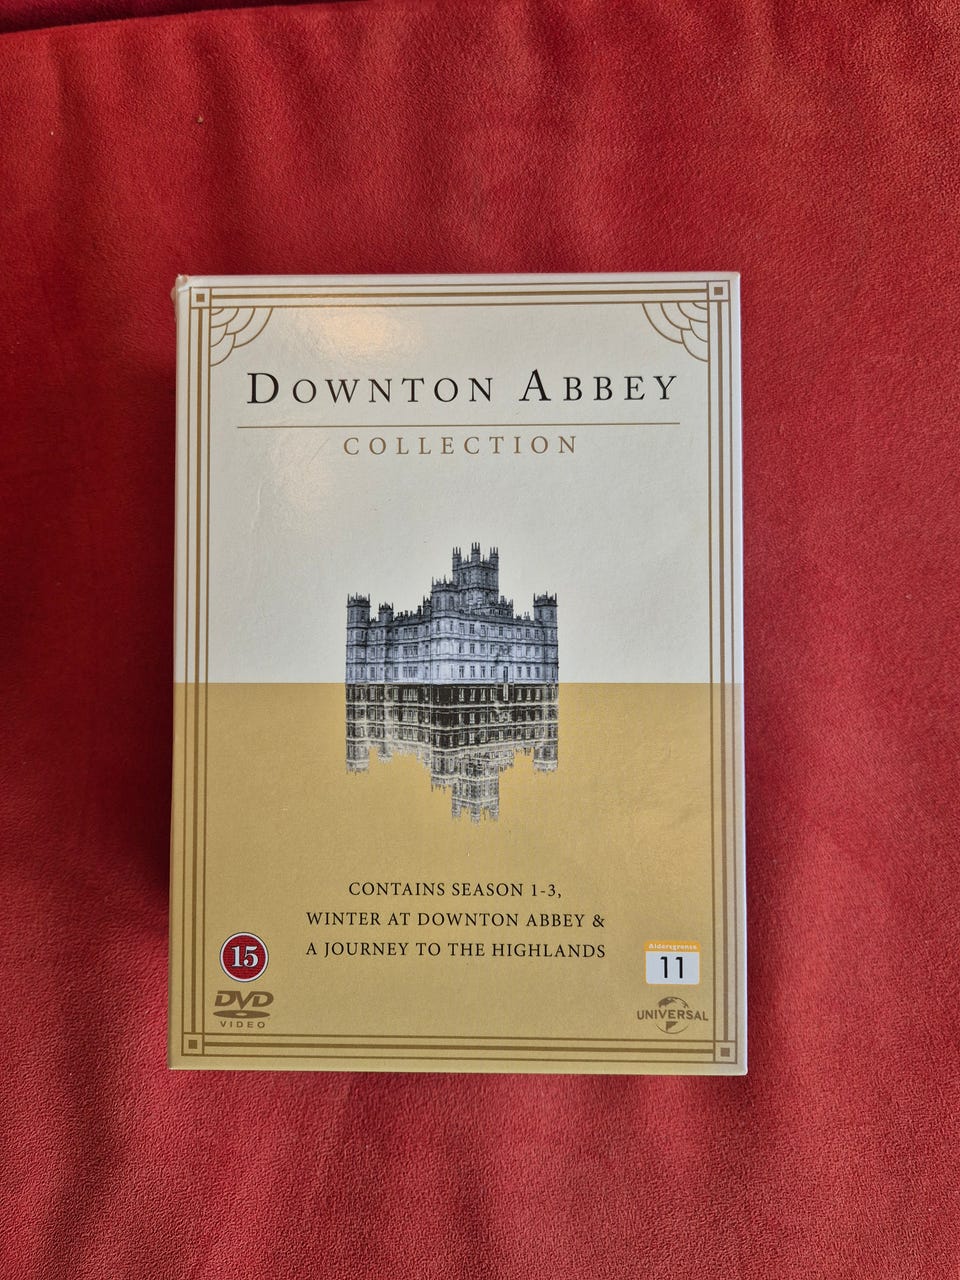 DOWNTON ABBEY
COLLECTION
CONTAINS SEASON 1-3,
WINTER AT DOWNTON ABBEY &
A JOURNEY TO THE HIGHLANDS
15
DVD
VIDEO
Aldersgrense
11
UNIVERSAL